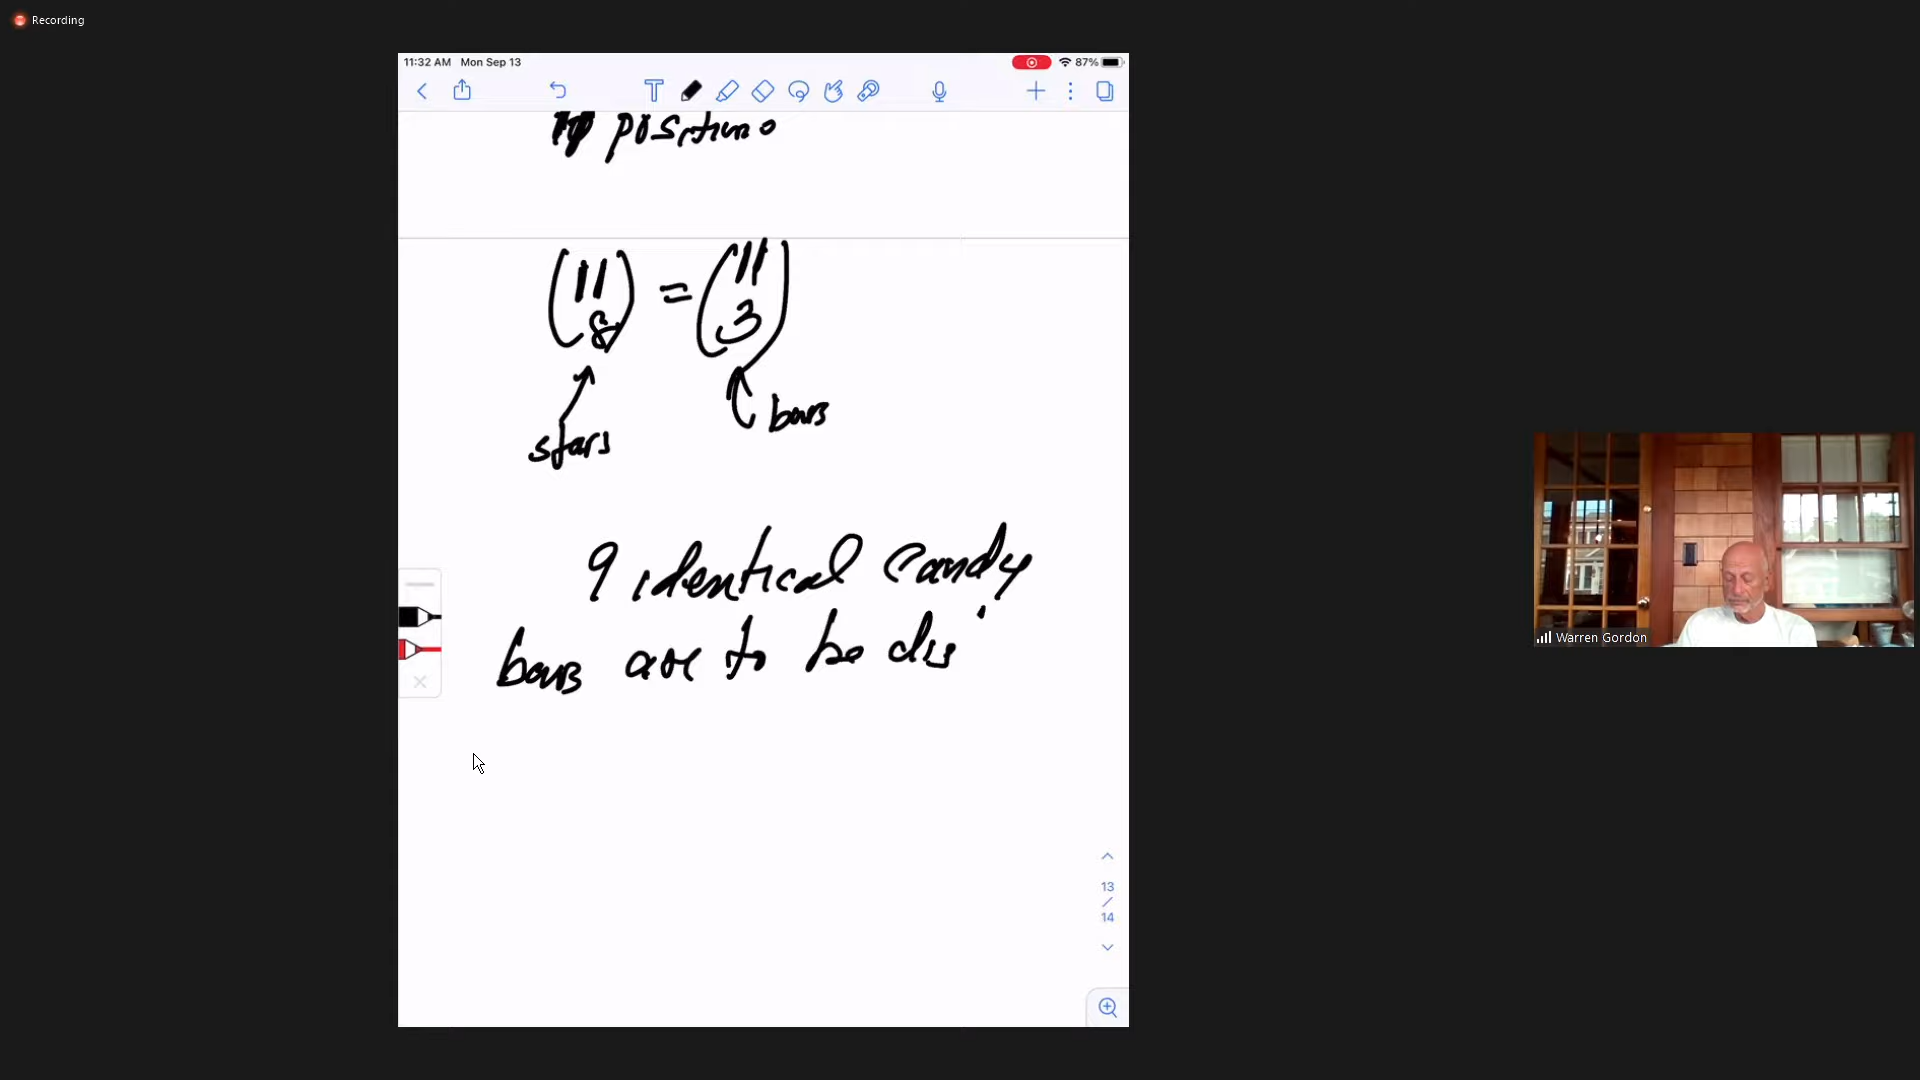 Recording
11:32 AM Mon Sep 13
87%
T
positions
(11 8) = (11 3)
bars
stars
9 identical candy
bars are to be dis
Warren Gordon
13
/
14